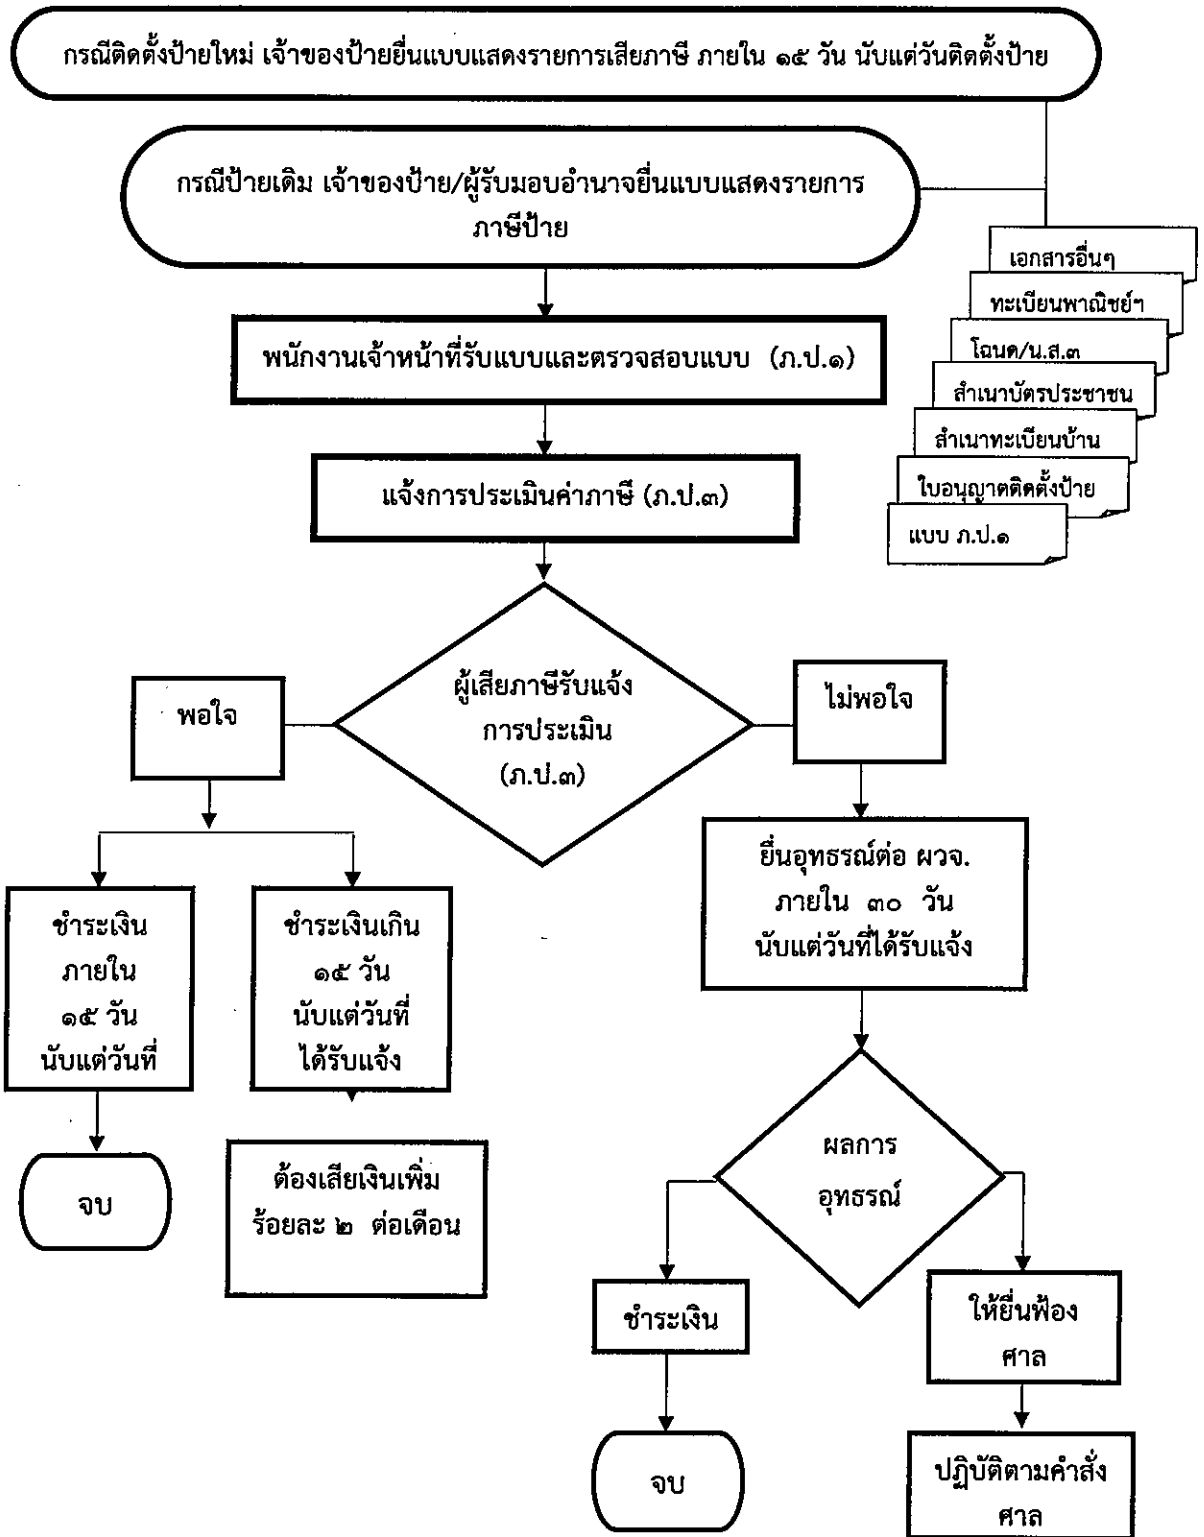 กรณีติดตั้งป้ายใหม่ เจ้าของป้ายยื่นแบบแสดงรายการเสียภาษี ภายใน ๑๕ วัน นับแต่วันติดตั้งป้าย
กรณีป้ายเดิม เจ้าของป้าย/ผู้รับมอบอำนาจยื่นแบบแสดงรายการ
ภาษีป้าย
เอกสารอื่นๆ
ทะเบียนพาณิชย์ฯ
โฉนด/น.ส.๓
สำเนาบัตรประชาชน
สำเนาทะเบียนบ้าน
ใบอนุญาตติดตั้งป้าย
แบบ ภ.ป.๑
พนักงานเจ้าหน้าที่รับแบบและตรวจสอบแบบ (ภ.ป.๑)
แจ้งการประเมินค่าภาษี (ภ.ป.๓)
ผู้เสียภาษีรับแจ้ง
การประเมิน
(ภ.ป.๓)
พอใจ
ไม่พอใจ
ชำระเงิน
ภายใน
๑๕ วัน
นับแต่วันที่
ชำระเงินเกิน
๑๕ วัน
นับแต่วันที่
ได้รับแจ้ง
ยื่นอุทธรณ์ต่อ ผวจ.
ภายใน ๓๐ วัน
นับแต่วันที่ได้รับแจ้ง
จบ
ต้องเสียเงินเพิ่ม
ร้อยละ ๒ ต่อเดือน
ผลการ
อุทธรณ์
ชำระเงิน
ให้ยื่นฟ้อง
ศาล
จบ
ปฏิบัติตามคำสั่ง
ศาล